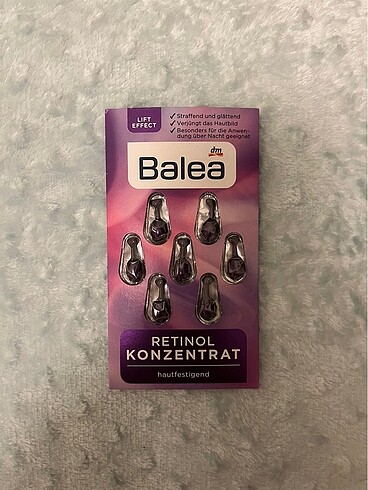 LIFT
EFFECT
✓ Straffend und glättend
✓ Verjüngt das Hautbild
✓ Besonders für die Anwen-
dung über Nacht geeignet
dm
Balea
RETINOL
KONZENTRAT
hautfestigend